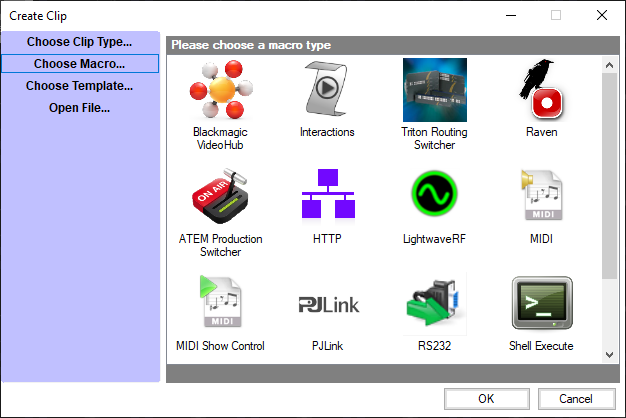 Create Clip
Choose Clip Type...
Choose Macro...
Choose Template...
Open File...
Please choose a macro type
Blackmagic
VideoHub
Interactions
Triton Routing
Switcher
Raven
ON AIR
ATEM Production
Switcher
HTTP
LightwaveRF
MIDI
MIDI
MIDI
MIDI Show Control
PJLink
PJLink
RS232
>_
Shell Execute
OK
Cancel